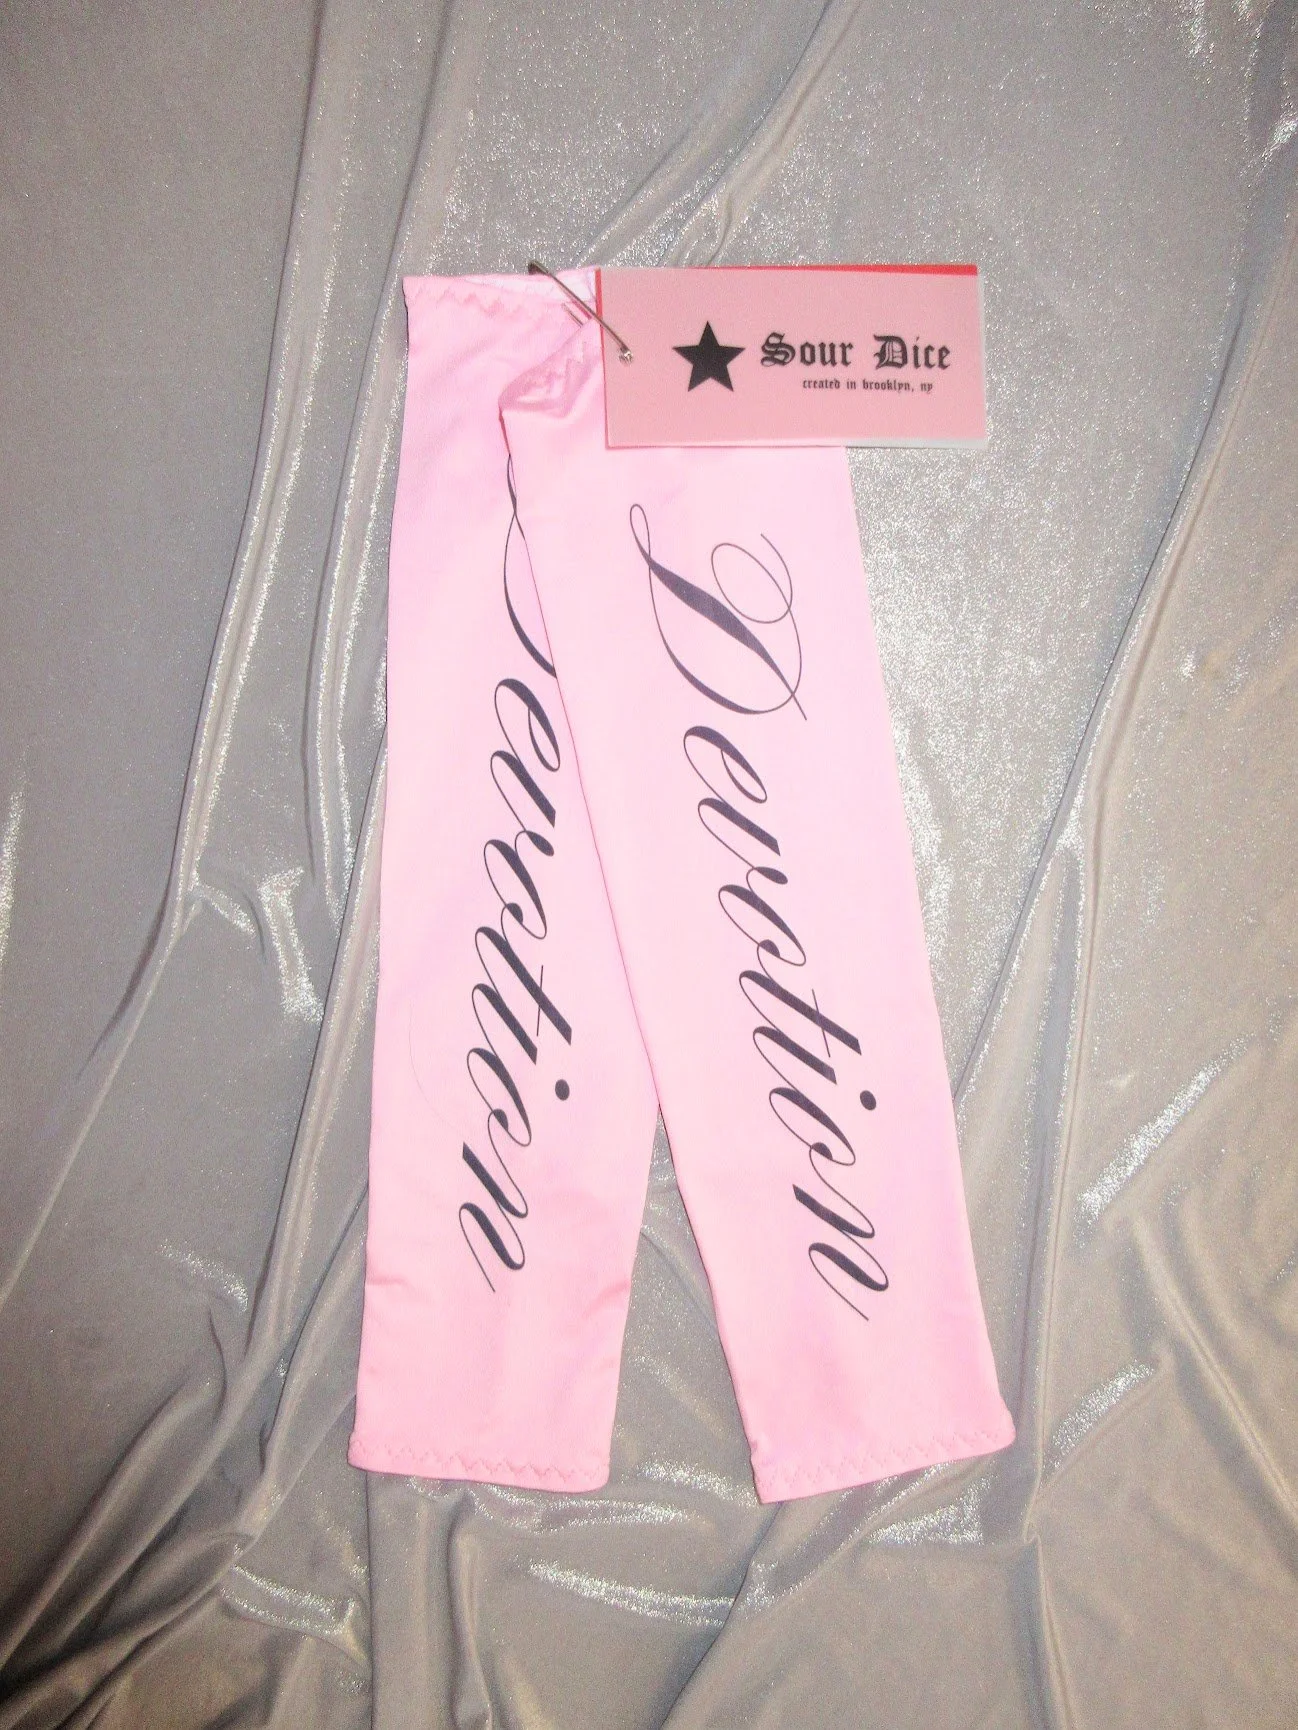 Sour Dice
created in brooklyn, ny
Devotion
Devotion